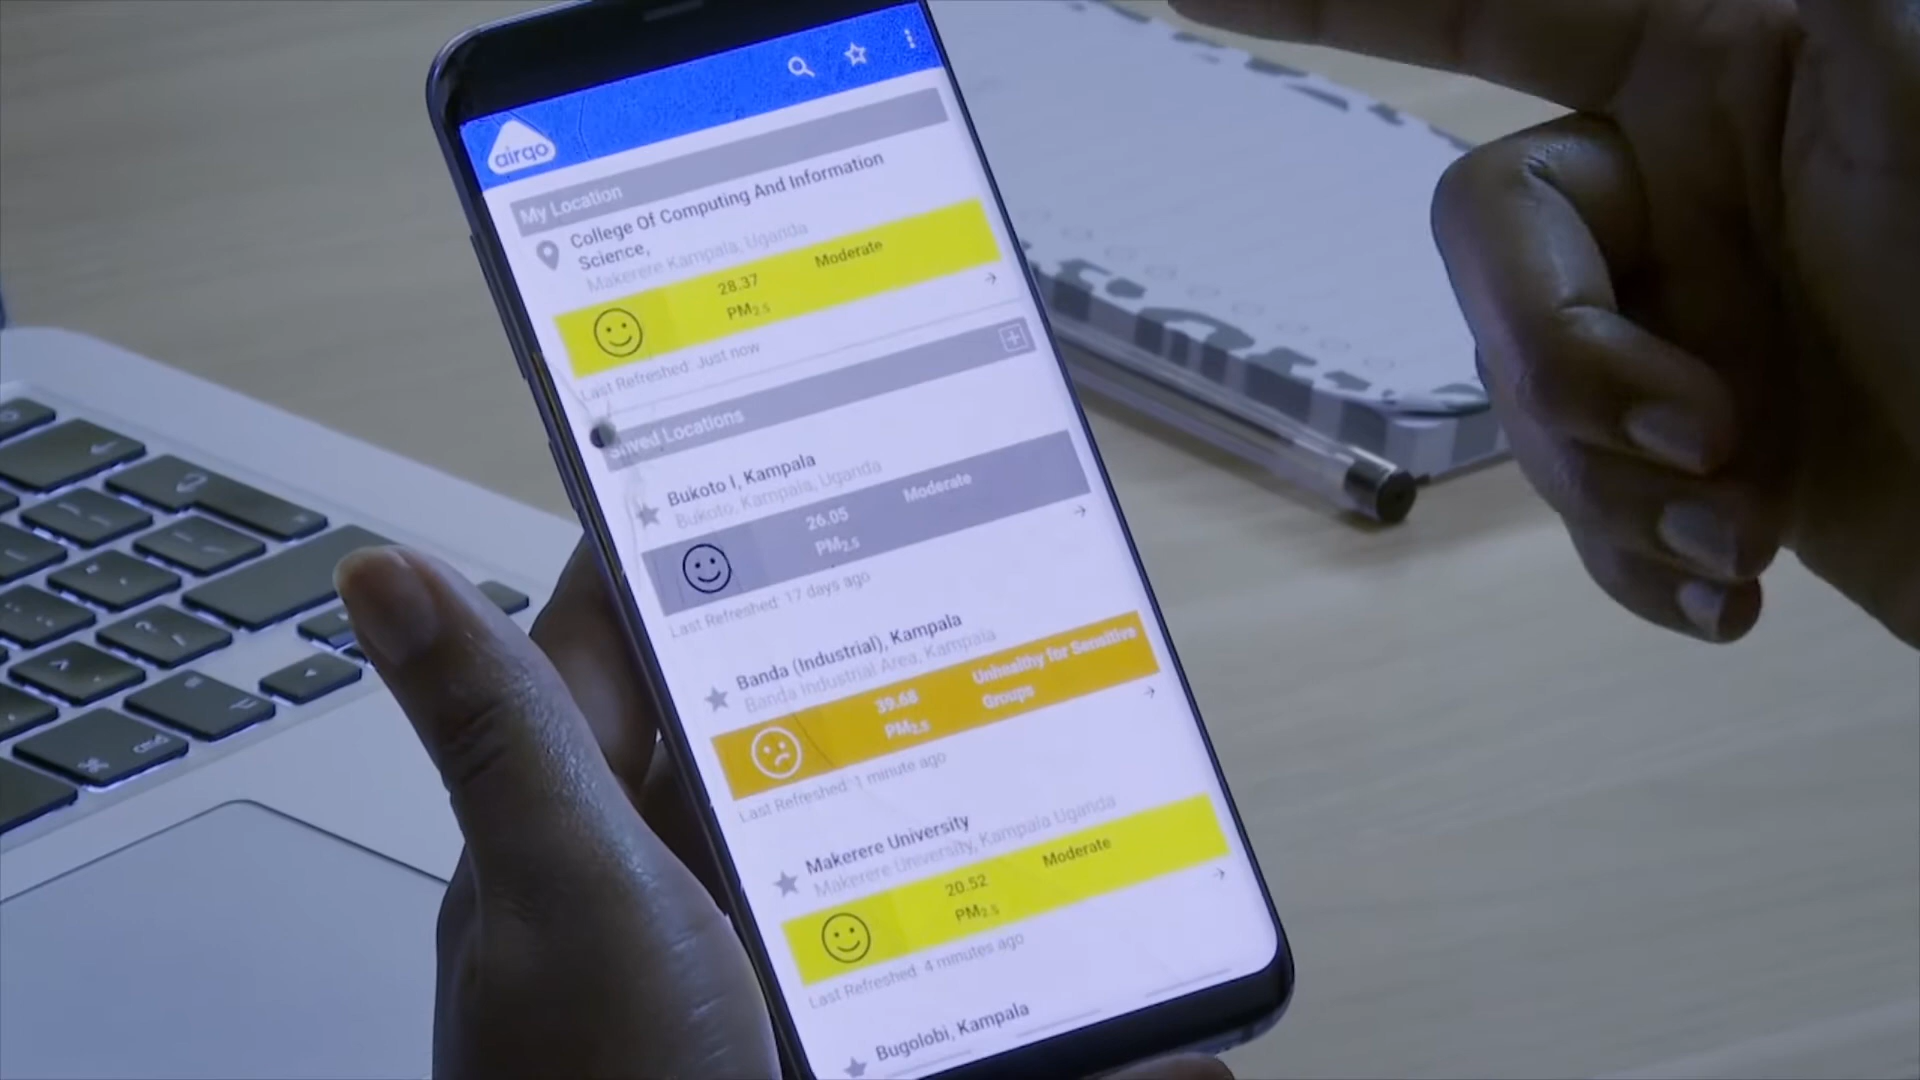 airqo
My Location
College Of Computing And Information
Science,
Makerere Kampala, Uganda
28.37
Moderate
PM2.5
Last Refreshed: Just now
Saved Locations
Bukoto I, Kampala
Bukoto, Kampala, Uganda
26.05
Moderate
PM2.5
Last Refreshed: 17 days ago
Banda (Industrial), Kampala
Banda Industrial Area, Kampala
39.68
Unhealthy for Sensitive
Groups
PM2.5
Last Refreshed: 1 minute ago
Makerere University
Makerere University, Kampala Uganda
20.52
Moderate
PM2.5
Last Refreshed: 4 minutes ago
Bugolobi, Kampala
cmd